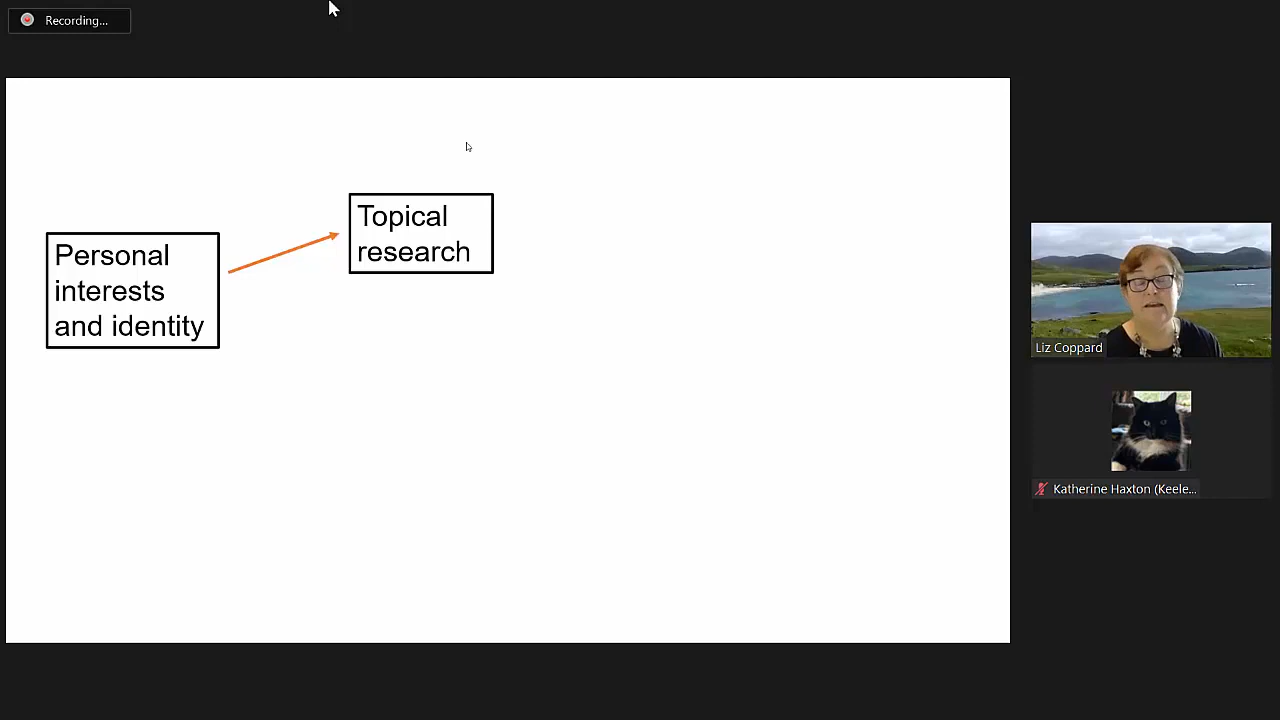 Recording...
Personal
interests
and identity
Topical
research
Liz Coppard
Katherine Haxton (Keele...